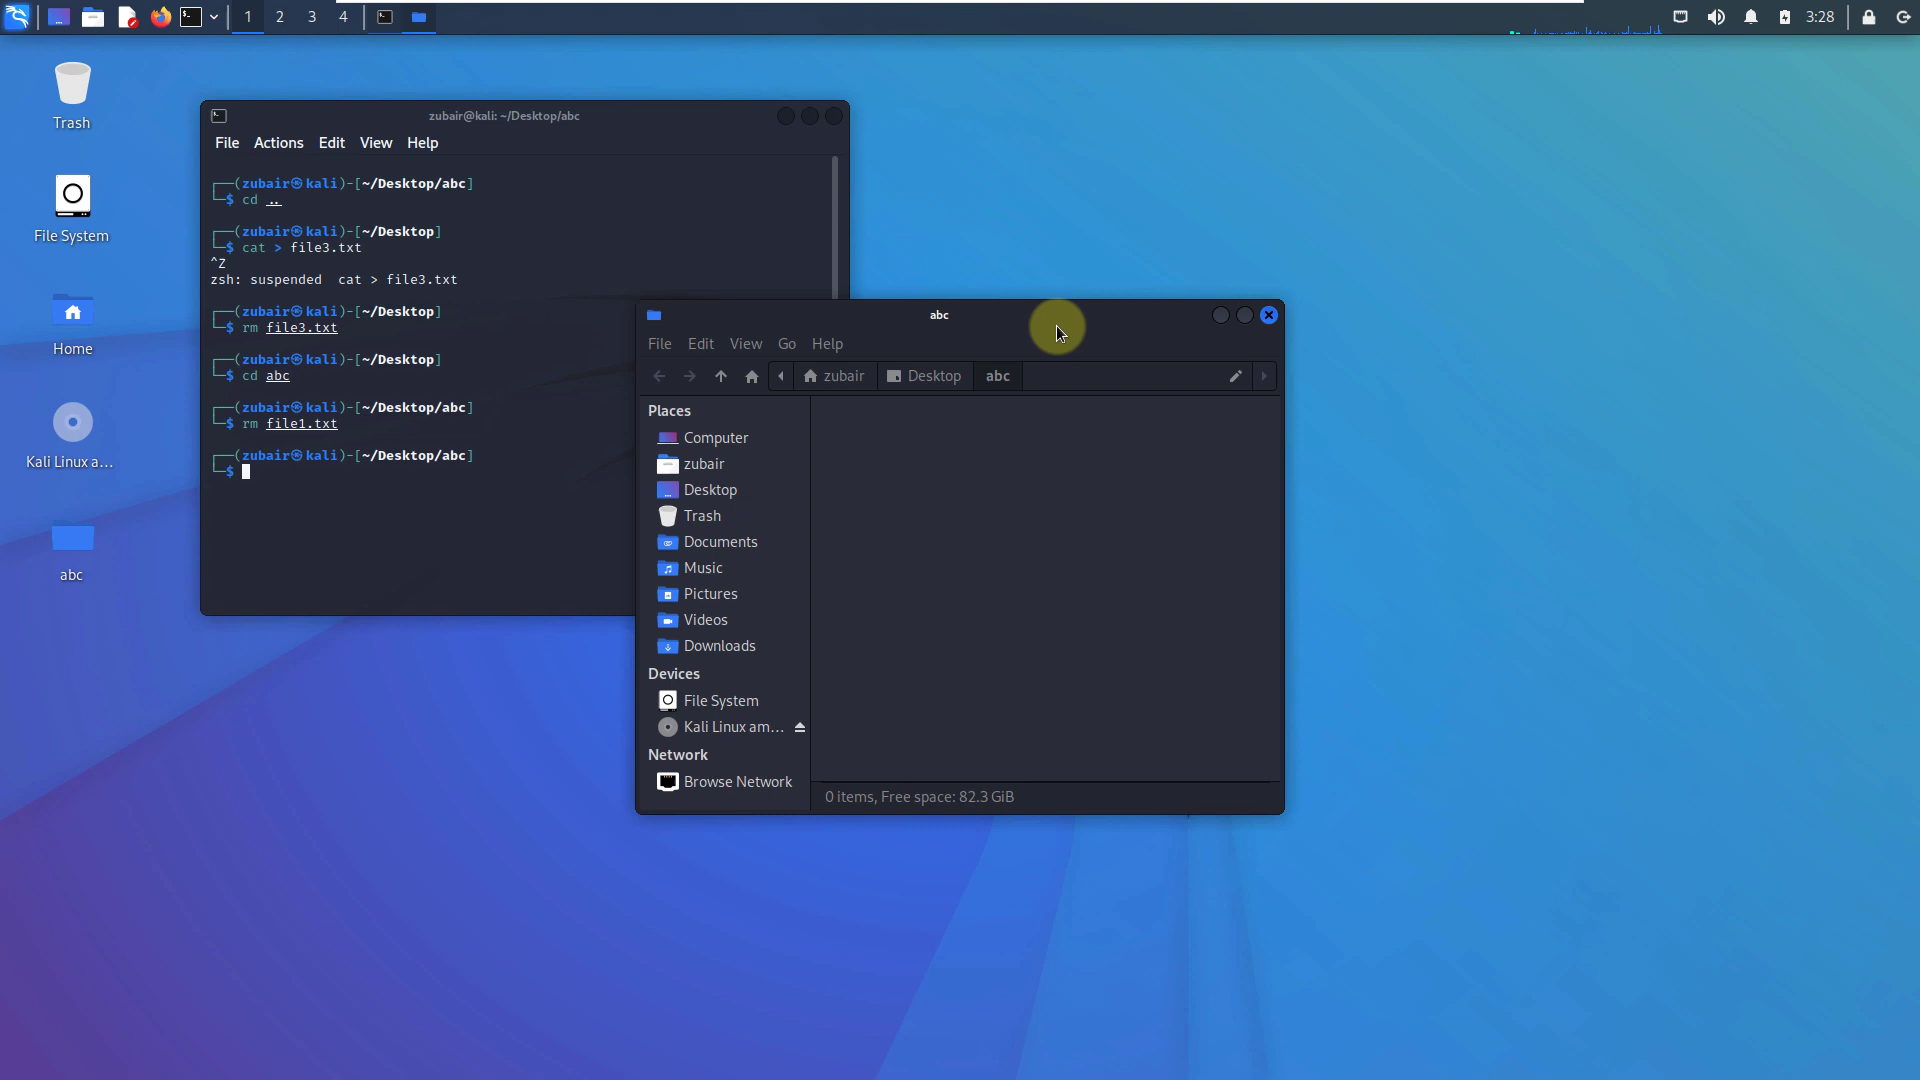 1 2 3 4
3:28
Trash
File System
Home
Kali Linux a...
abc
zubair@kali: ~/Desktop/abc
File Actions Edit View Help
┌──(zubair㉿kali)-[~/Desktop/abc]
└─$ cd ..
┌──(zubair㉿kali)-[~/Desktop]
└─$ cat > file3.txt
^Z
zsh: suspended  cat > file3.txt
┌──(zubair㉿kali)-[~/Desktop]
└─$ rm file3.txt
┌──(zubair㉿kali)-[~/Desktop]
└─$ cd abc
┌──(zubair㉿kali)-[~/Desktop/abc]
└─$ rm file1.txt
┌──(zubair㉿kali)-[~/Desktop/abc]
└─$
abc
File Edit View Go Help
zubair Desktop abc
Places
Computer
zubair
Desktop
Trash
Documents
Music
Pictures
Videos
Downloads
Devices
File System
Kali Linux am...
Network
Browse Network
0 items, Free space: 82.3 GiB